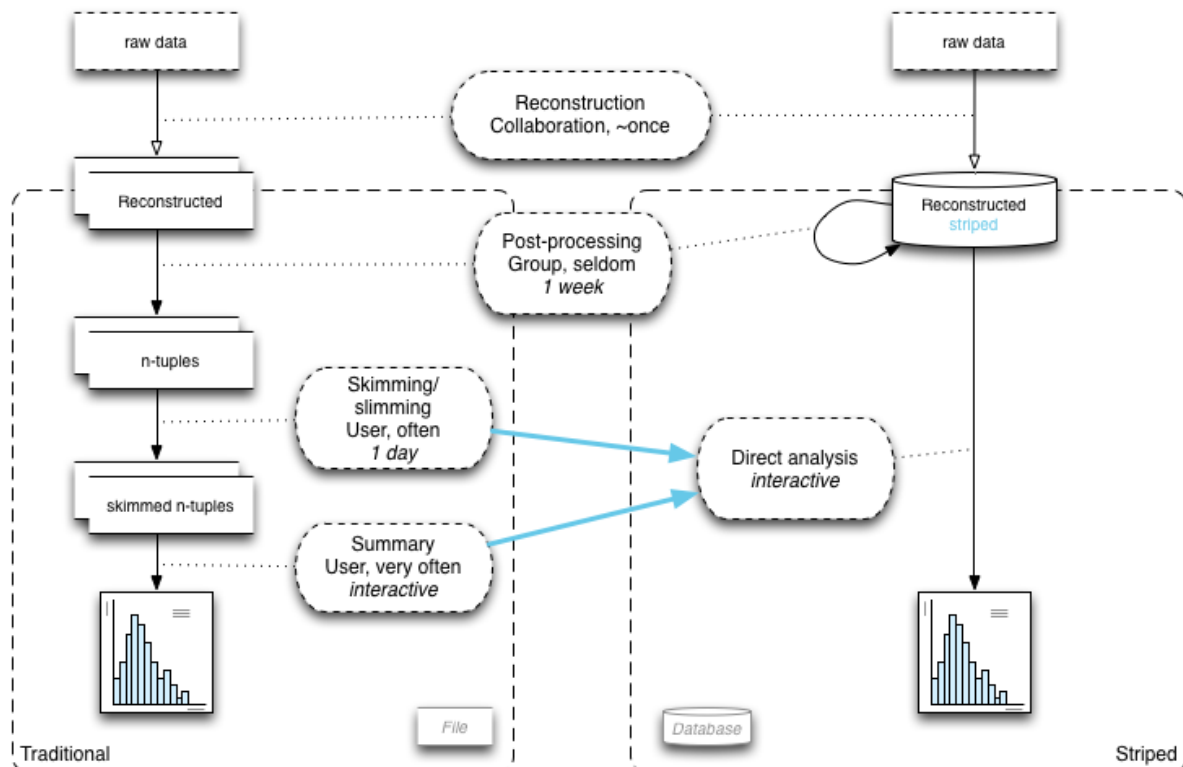 raw data
raw data
Reconstruction
Collaboration, ~once
Reconstructed
Reconstructed
striped
Post-processing
Group, seldom
1 week
n-tuples
Skimming/
slimming
User, often
1 day
Direct analysis
interactive
skimmed n-tuples
Summary
User, very often
interactive
File
Database
Traditional
Striped